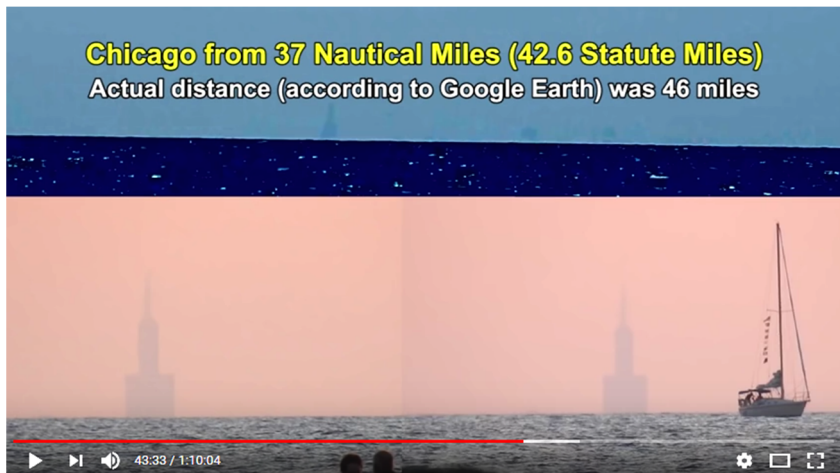 Chicago from 37 Nautical Miles (42.6 Statute Miles)
Actual distance (according to Google Earth) was 46 miles
43:33 / 1:10:04